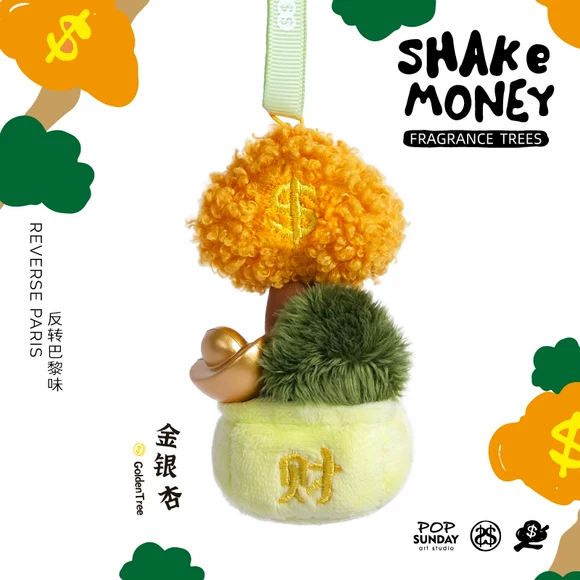 SHAKe
MONEY
FRAGRANCE TREES
$
$
REVERSE PARIS
反转巴黎味
金银杏
GoldenTree
财
$
POP
SUNDAY
art studio
$